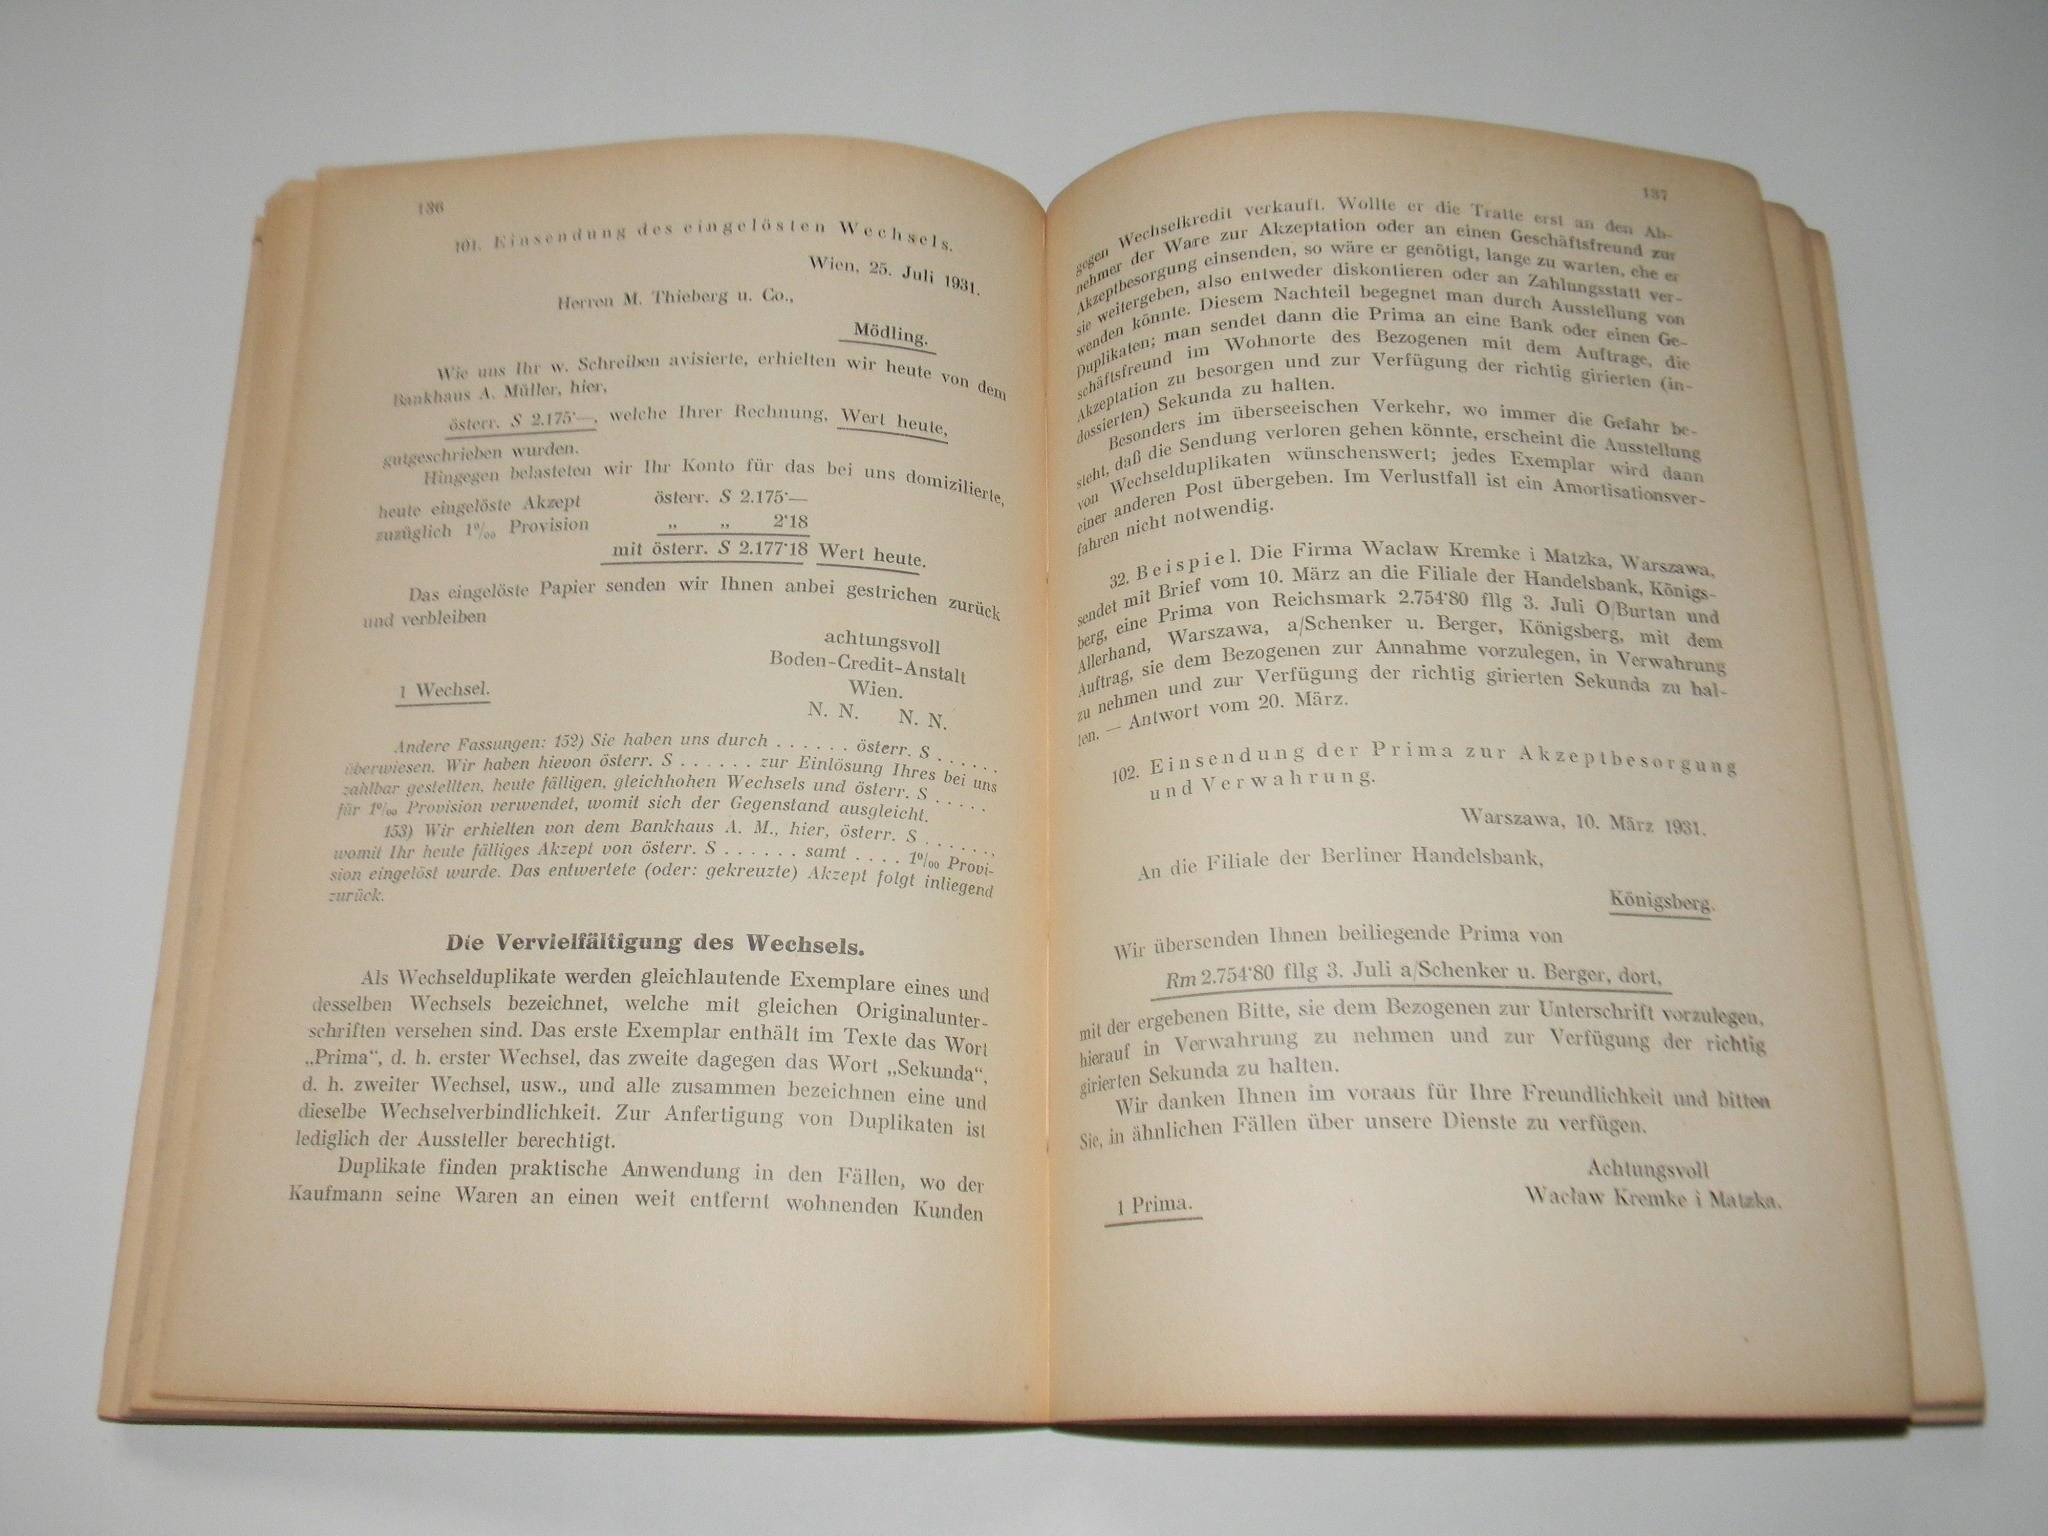 136
101. Einsendung des eingelösten Wechsels.
Wien, 25. Juli 1931.
Herren M. Thieberg u. Co.,
Mödling.
Wie uns Ihr w. Schreiben avisierte, erhielten wir heute von dem
Bankhaus A. Müller, hier,
österr. S 2.175·—, welche Ihrer Rechnung, Wert heute,
gutgeschrieben wurden.
Hingegen belasteten wir Ihr Konto für das bei uns domizilierte,
heute eingelöste Akzept österr. S 2.175·—
zuzüglich 1‰ Provision „ „ 2·18
mit österr. S 2.177·18 Wert heute.
Das eingelöste Papier senden wir Ihnen anbei gestrichen zurück
und verbleiben
achtungsvoll
Boden-Credit-Anstalt
Wien.
1 Wechsel.
N. N. N. N.
Andere Fassungen: 152) Sie haben uns durch . . . . . . österr. S . . . . . .
überwiesen. Wir haben hievon österr. S . . . . . . zur Einlösung Ihres bei uns
zahlbar gestellten, heute fälligen, gleichhohen Wechsels und österr. S . . . . .
für 1‰ Provision verwendet, womit sich der Gegenstand ausgleicht.
153) Wir erhielten von dem Bankhaus A. M., hier, österr. S . . . . . . .,
womit Ihr heute fälliges Akzept von österr. S . . . . . . samt . . . . 1‰ Provi-
sion eingelöst wurde. Das entwertete (oder: gekreuzte) Akzept folgt inliegend
zurück.
Die Vervielfältigung des Wechsels.
Als Wechselduplikate werden gleichlautende Exemplare eines und
desselben Wechsels bezeichnet, welche mit gleichen Originalunter-
schriften versehen sind. Das erste Exemplar enthält im Texte das Wort
„Prima“, d. h. erster Wechsel, das zweite dagegen das Wort „Sekunda“,
d. h. zweiter Wechsel, usw., und alle zusammen bezeichnen eine und
dieselbe Wechselverbindlichkeit. Zur Anfertigung von Duplikaten ist
lediglich der Aussteller berechtigt.
Duplikate finden praktische Anwendung in den Fällen, wo der
Kaufmann seine Waren an einen weit entfernt wohnenden Kunden
137
gegen Wechselkredit verkauft. Wollte er die Tratte erst an den Ab-
nehmer der Ware zur Akzeptation oder an einen Geschäftsfreund zur
Akzeptbesorgung einsenden, so wäre er genötigt, lange zu warten, ehe er
sie weitergeben, also entweder diskontieren oder an Zahlungsstatt ver-
wenden könnte. Diesem Nachteil begegnet man durch Ausstellung von
Duplikaten; man sendet dann die Prima an eine Bank oder einen Ge-
schäftsfreund im Wohnorte des Bezogenen mit dem Auftrage, die
Akzeptation zu besorgen und zur Verfügung der richtig girierten (in-
dossierten) Sekunda zu halten.
Besonders im überseeischen Verkehr, wo immer die Gefahr be-
steht, daß die Sendung verloren gehen könnte, erscheint die Ausstellung
von Wechselduplikaten wünschenswert; jedes Exemplar wird dann
einer anderen Post übergeben. Im Verlustfall ist ein Amortisationsver-
fahren nicht notwendig.
32. Beispiel. Die Firma Wacław Kremke i Matzka, Warszawa,
sendet mit Brief vom 10. März an die Filiale der Handelsbank, Königs-
berg, eine Prima von Reichsmark 2.754·80 fllg 3. Juli O/Burtan und
Allerhand, Warszawa, a/Schenker u. Berger, Königsberg, mit dem
Auftrag, sie dem Bezogenen zur Annahme vorzulegen, in Verwahrung
zu nehmen und zur Verfügung der richtig girierten Sekunda zu hal-
ten. — Antwort vom 20. März.
102. Einsendung der Prima zur Akzeptbesorgung
und Verwahrung.
Warszawa, 10. März 1931.
An die Filiale der Berliner Handelsbank,
Königsberg.
Wir übersenden Ihnen beiliegende Prima von
Rm 2.754·80 fllg 3. Juli a/Schenker u. Berger, dort,
mit der ergebenen Bitte, sie dem Bezogenen zur Unterschrift vorzulegen,
hierauf in Verwahrung zu nehmen und zur Verfügung der richtig
girierten Sekunda zu halten.
Wir danken Ihnen im voraus für Ihre Freundlichkeit und bitten
Sie, in ähnlichen Fällen über unsere Dienste zu verfügen.
Achtungsvoll
Wacław Kremke i Matzka.
1 Prima.